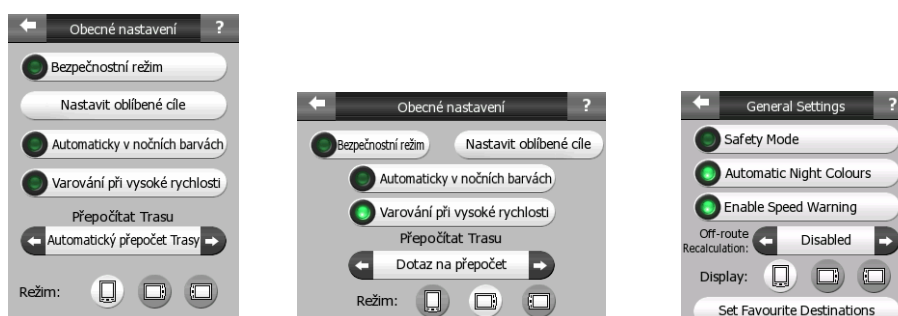 Obecné nastavení ?
Bezpečnostní režim
Nastavit oblíbené cíle
Automaticky v nočních barvách
Varování při vysoké rychlosti
Přepočítat Trasu
Automatický přepočet Trasy
Režim:
Obecné nastavení ?
Bezpečnostní režim
Nastavit oblíbené cíle
Automaticky v nočních barvách
Varování při vysoké rychlosti
Přepočítat Trasu
Dotaz na přepočet
Režim:
General Settings ?
Safety Mode
Automatic Night Colours
Enable Speed Warning
Off-route
Recalculation:
Disabled
Display:
Set Favourite Destinations